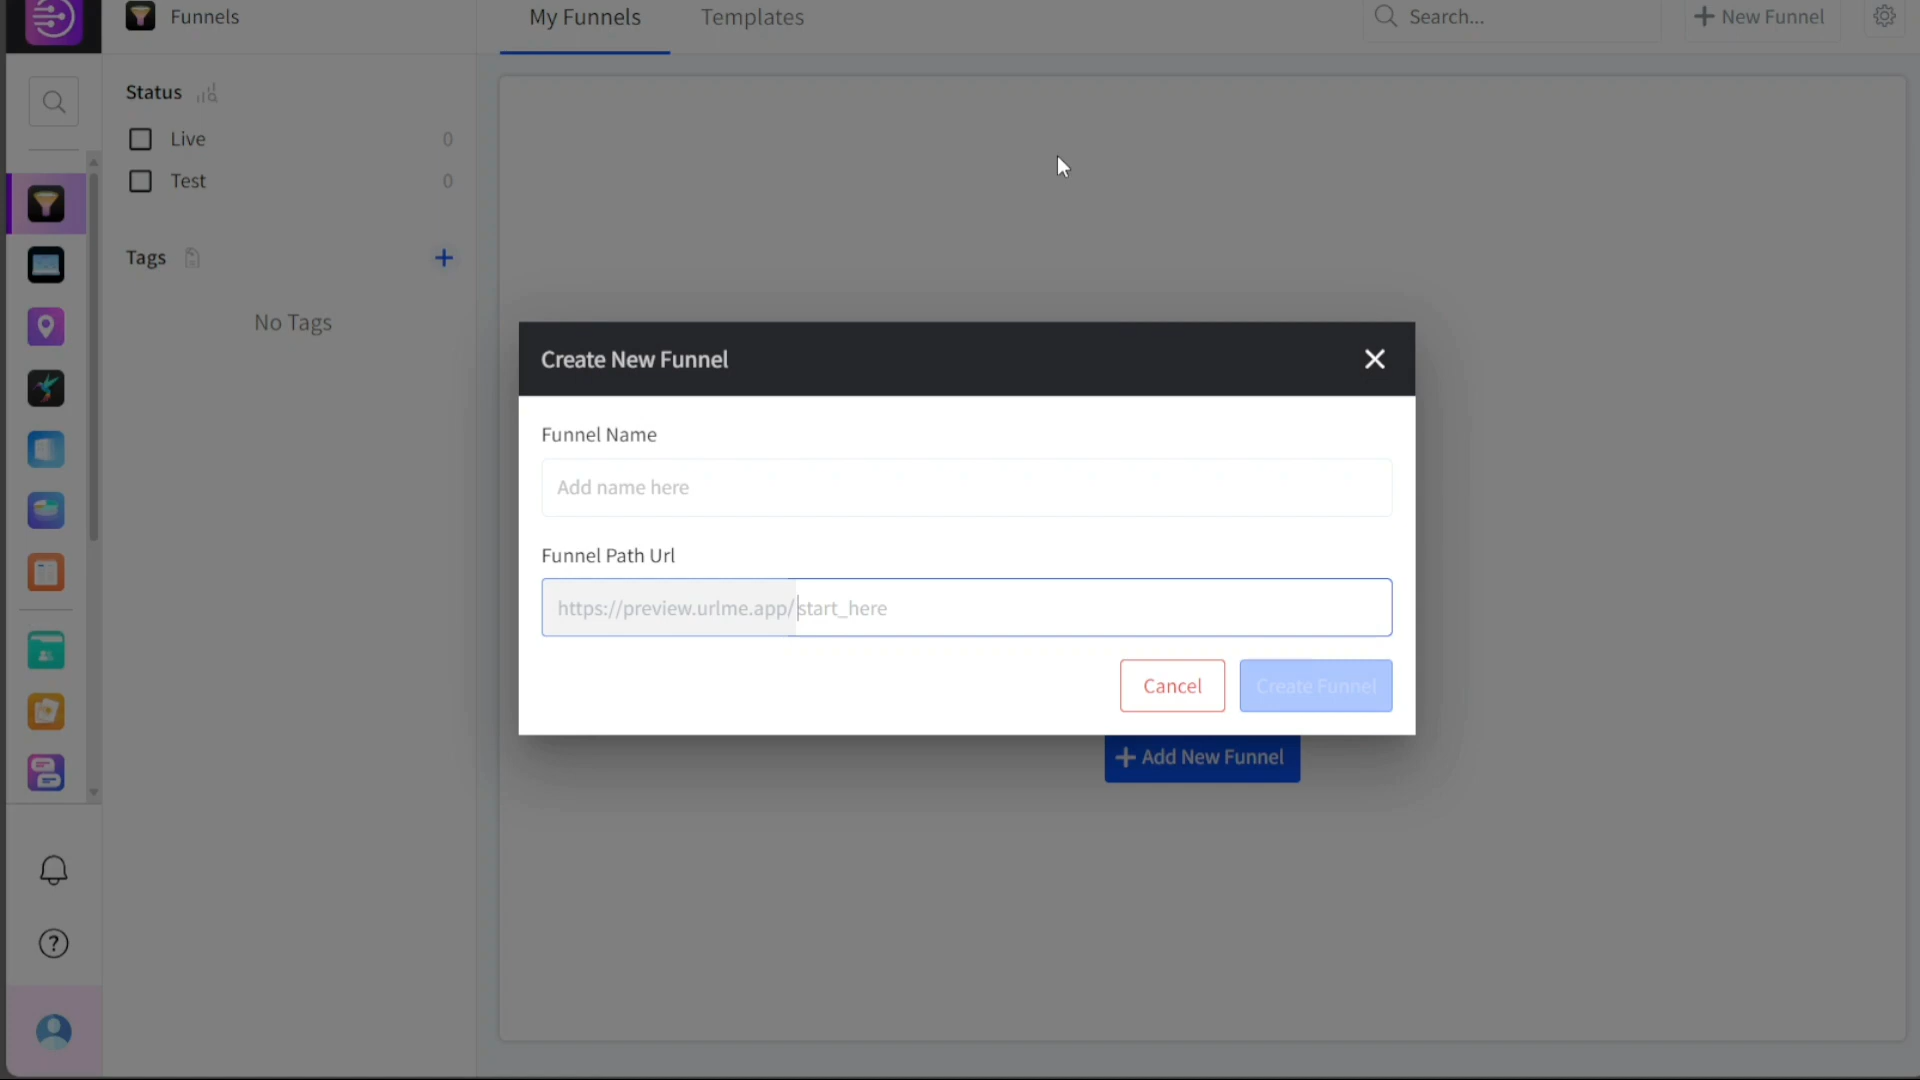 Funnels
My Funnels
Templates
Search...
New Funnel
Status
Live
0
Test
0
Tags
No Tags
Create New Funnel
Funnel Name
Add name here
Funnel Path Url
https://preview.urlme.app/start_here
Cancel
Create Funnel
Add New Funnel